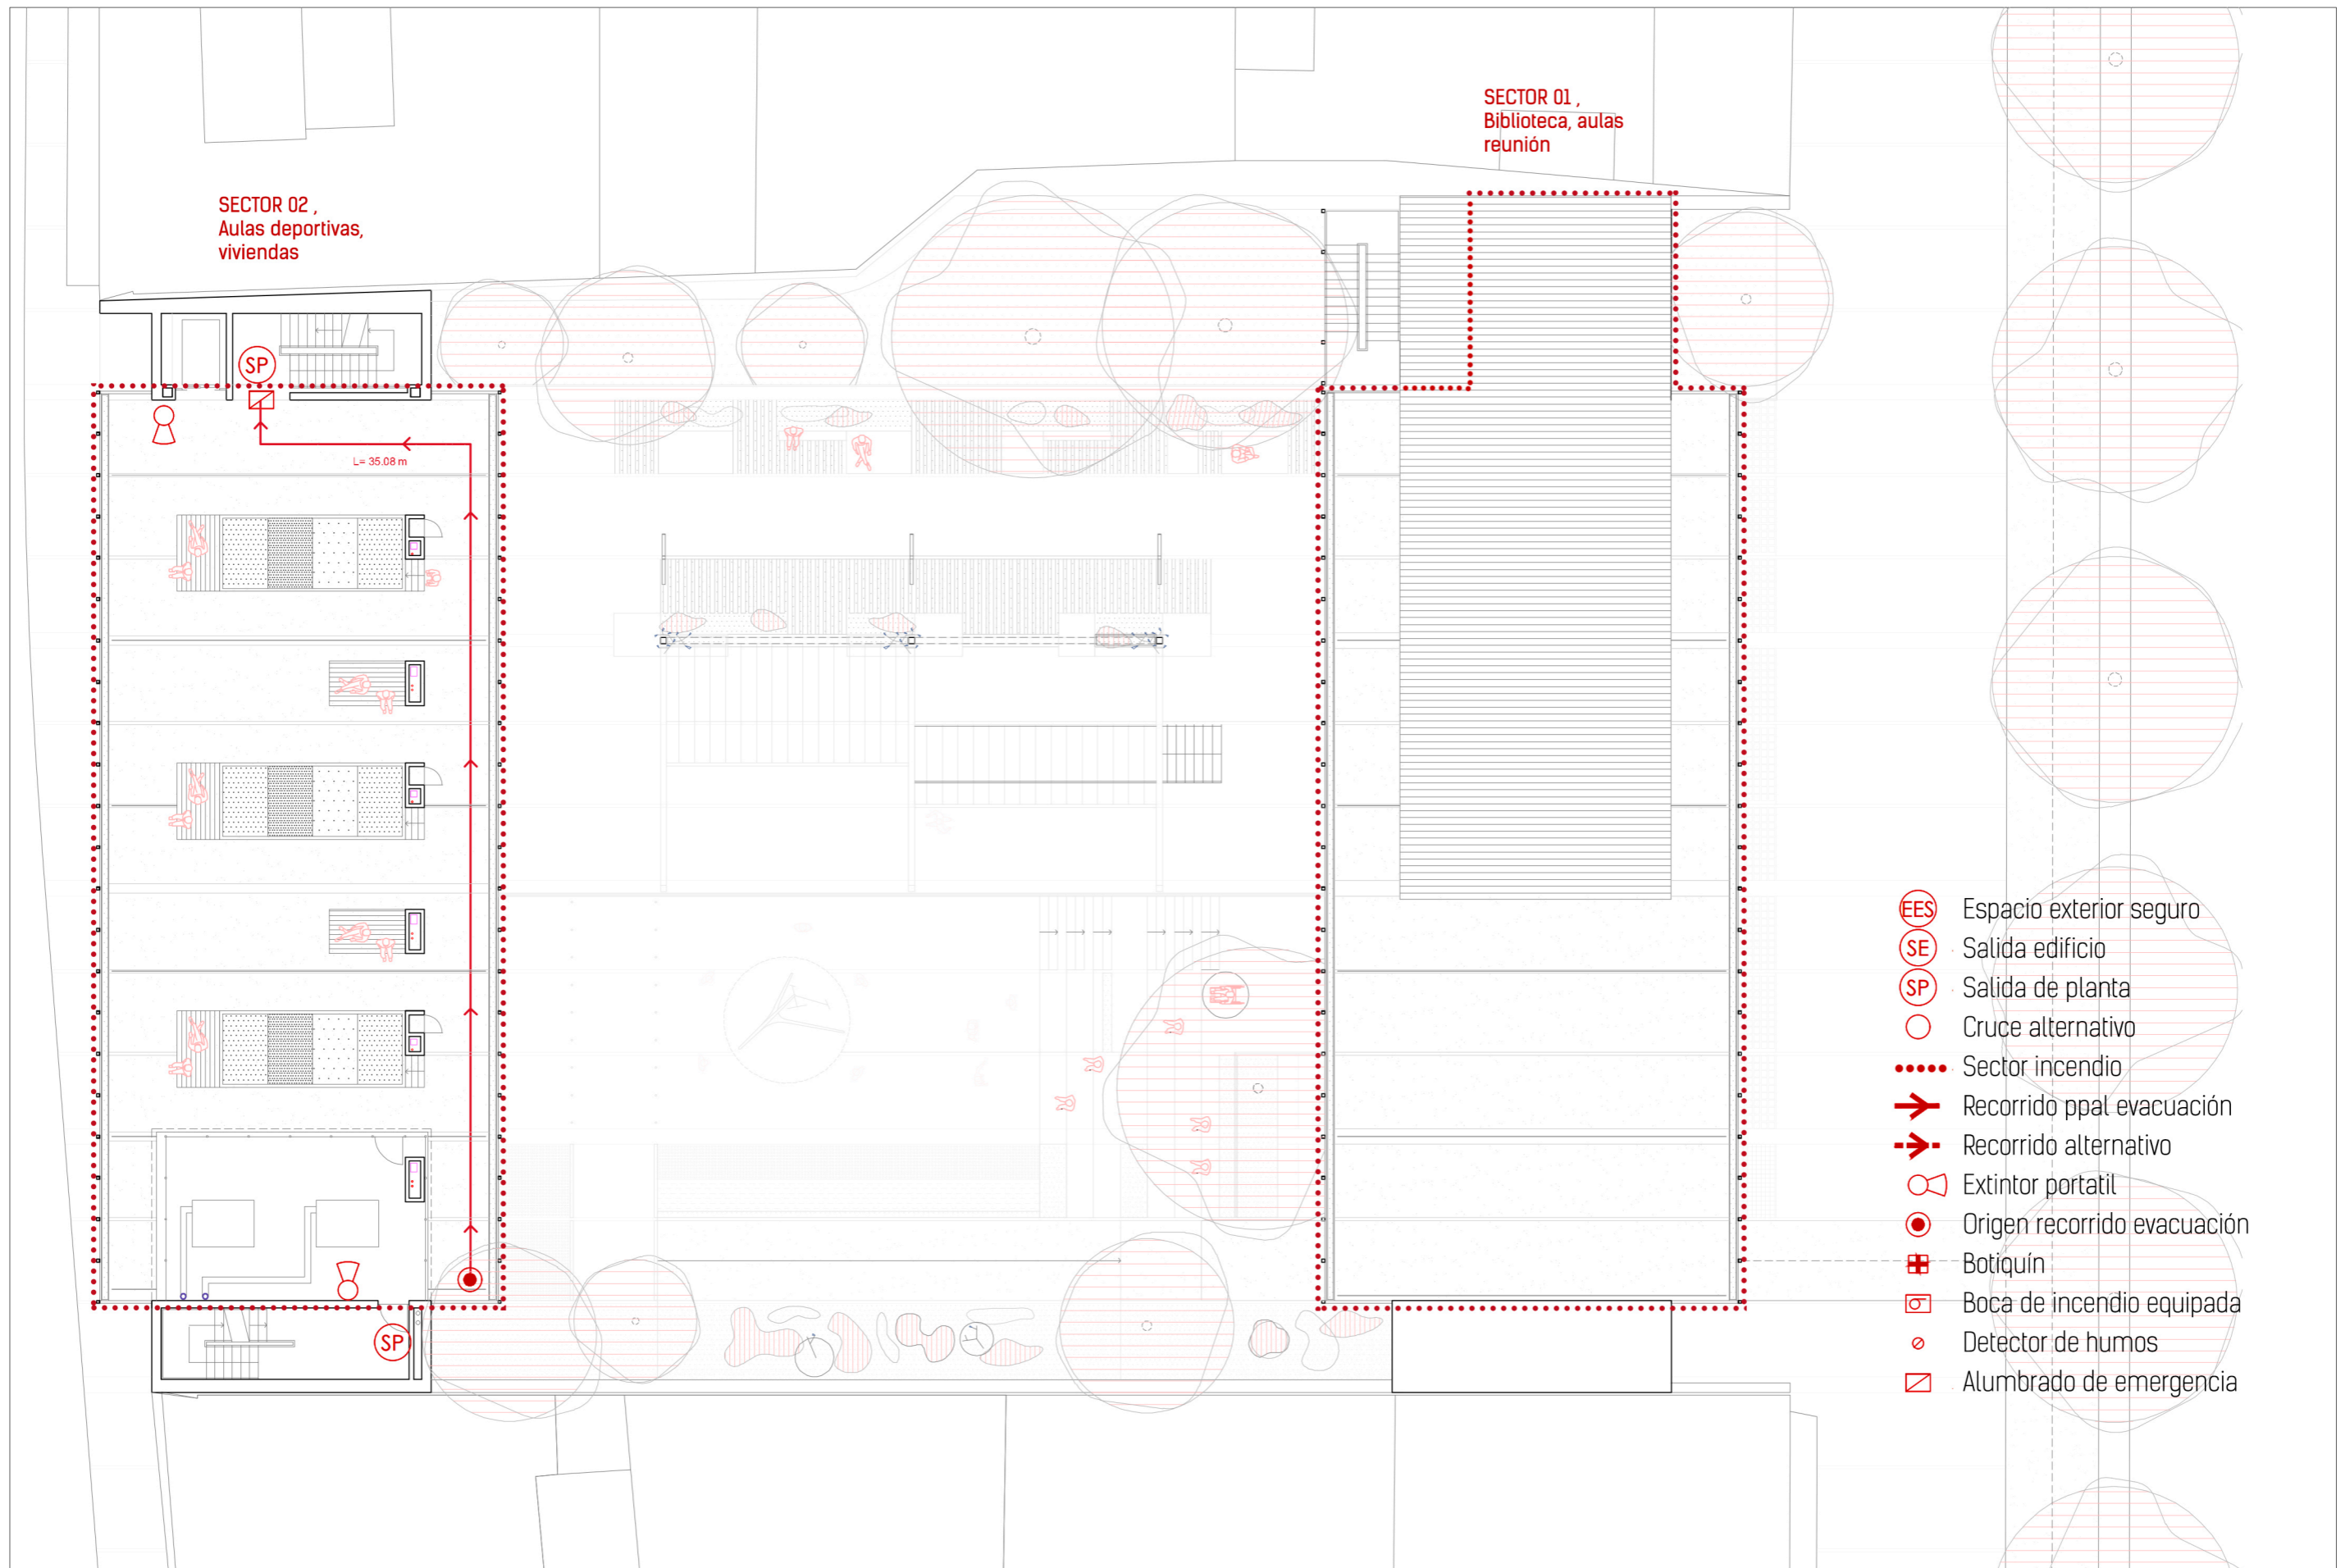 SECTOR 01 ,
Biblioteca, aulas
reunión
SECTOR 02 ,
Aulas deportivas,
viviendas
SP
L= 35.08 m
SP
EES Espacio exterior seguro
SE Salida edificio
SP Salida de planta
Cruce alternativo
Sector incendio
Recorrido ppal evacuación
Recorrido alternativo
Extintor portatil
Origen recorrido evacuación
Botiquín
Boca de incendio equipada
Detector de humos
Alumbrado de emergencia